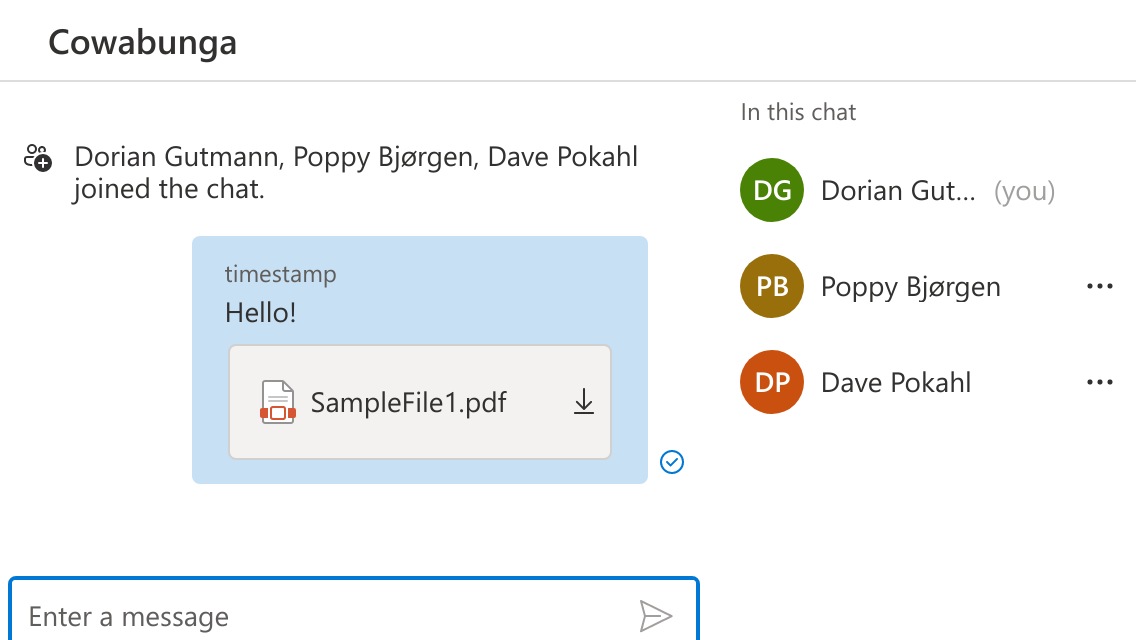 Cowabunga
Dorian Gutmann, Poppy Bjørgen, Dave Pokahl
joined the chat.
timestamp
Hello!
SampleFile1.pdf
Enter a message
In this chat
DG Dorian Gut... (you)
PB Poppy Bjørgen
DP Dave Pokahl